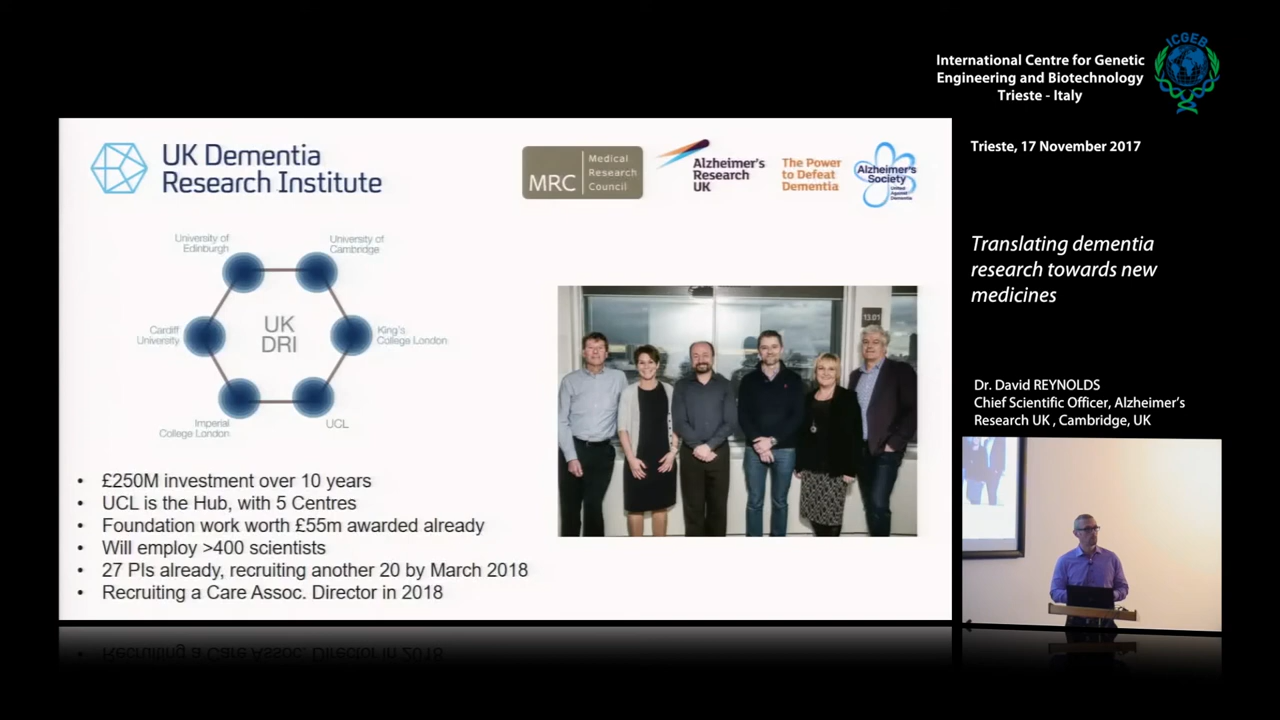 International Centre for Genetic
Engineering and Biotechnology
Trieste - Italy
ICGEB
Trieste, 17 November 2017
UK Dementia
Research Institute
MRC
Medical
Research
Council
Alzheimer's
Research
UK
The Power
to Defeat
Dementia
Alzheimer's
Society
United
Against
Dementia
University of
Edinburgh
University of
Cambridge
Cardiff
University
UK
DRI
King's
College London
Imperial
College London
UCL
13.01
• £250M investment over 10 years
• UCL is the Hub, with 5 Centres
• Foundation work worth £55m awarded already
• Will employ >400 scientists
• 27 PIs already, recruiting another 20 by March 2018
• Recruiting a Care Assoc. Director in 2018
Translating dementia
research towards new
medicines
Dr. David REYNOLDS
Chief Scientific Officer, Alzheimer's
Research UK , Cambridge, UK